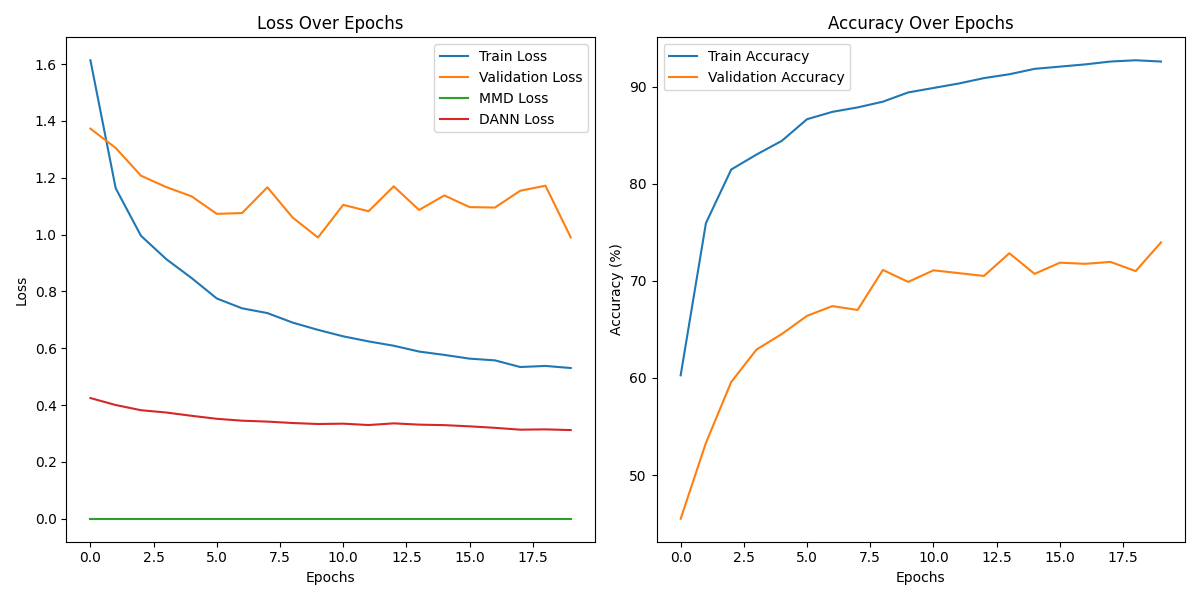 Loss Over Epochs
Train Loss
Validation Loss
MMD Loss
DANN Loss
1.6
1.4
1.2
1.0
0.8
0.6
0.4
0.2
0.0
Loss
0.0 2.5 5.0 7.5 10.0 12.5 15.0 17.5
Epochs
Accuracy Over Epochs
Train Accuracy
Validation Accuracy
90
80
70
60
50
Accuracy (%)
0.0 2.5 5.0 7.5 10.0 12.5 15.0 17.5
Epochs